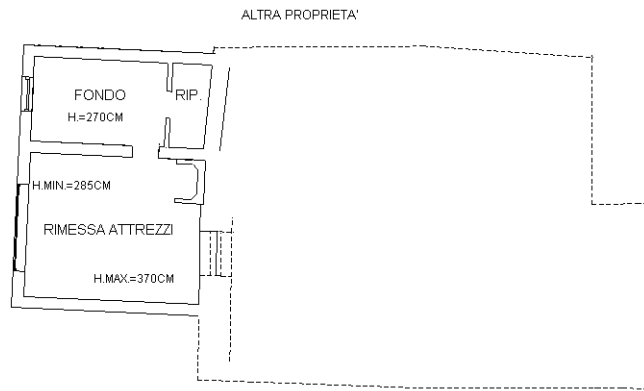 ALTRA PROPRIETA'
FONDO
RIP.
H.=270CM
H.MIN.=285CM
RIMESSA ATTREZZI
H.MAX.=370CM